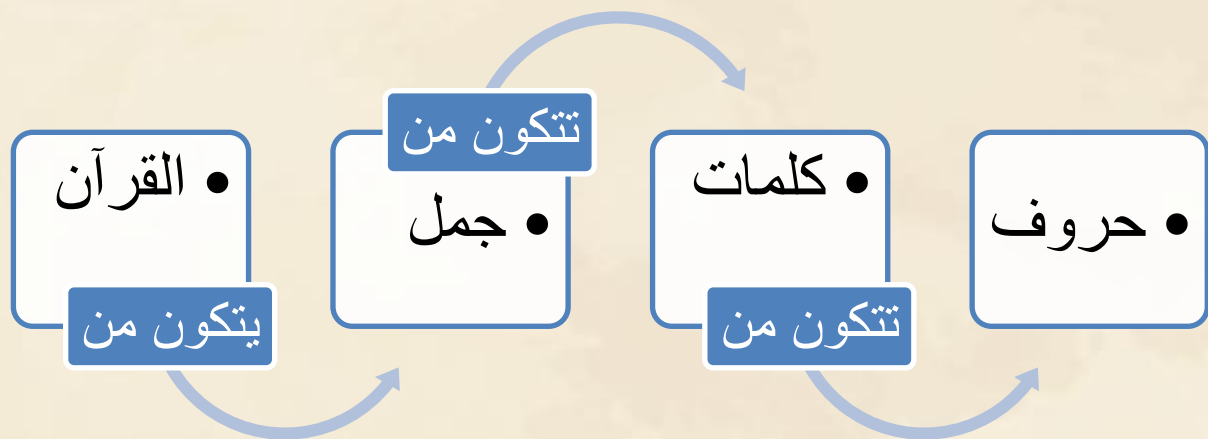 • القرآن
يتكون من
• جمل
تتكون من
• كلمات
تتكون من
• حروف